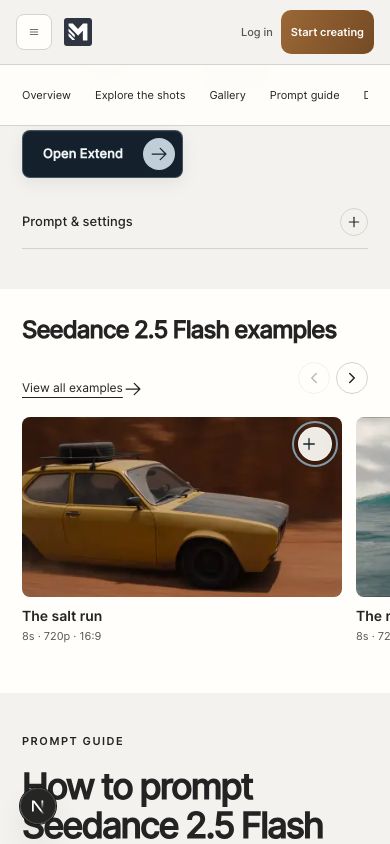 Log in
Start creating
Overview
Explore the shots
Gallery
Prompt guide
Open Extend
Prompt & settings
Seedance 2.5 Flash examples
View all examples
The salt run
8s · 720p · 16:9
PROMPT GUIDE
How to prompt
Seedance 2.5 Flash